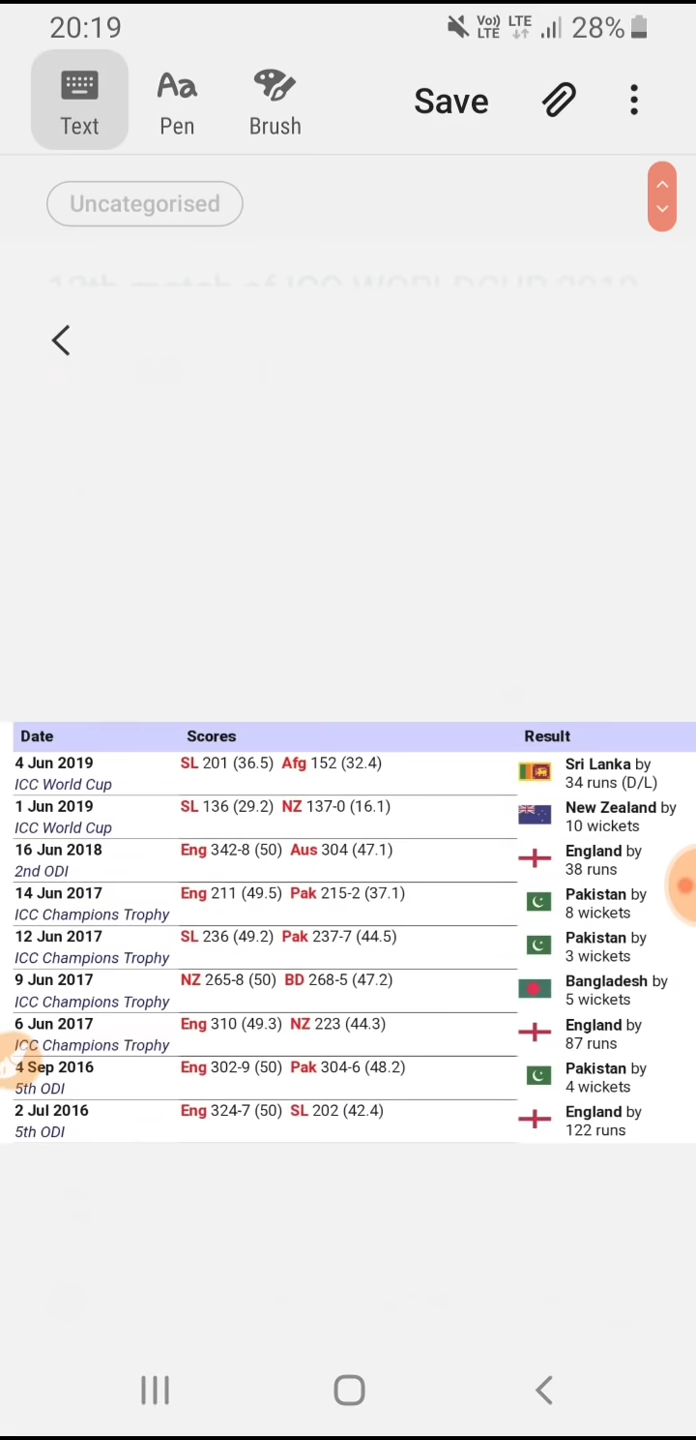 20:19 Vo) LTE LTE 28%
Text Aa Pen Brush Save
Uncategorised
Date Scores Result
4 Jun 2019 SL 201 (36.5) Afg 152 (32.4) Sri Lanka by
ICC World Cup 34 runs (D/L)
1 Jun 2019 SL 136 (29.2) NZ 137-0 (16.1) New Zealand by
ICC World Cup 10 wickets
16 Jun 2018 Eng 342-8 (50) Aus 304 (47.1) England by
2nd ODI 38 runs
14 Jun 2017 Eng 211 (49.5) Pak 215-2 (37.1) Pakistan by
ICC Champions Trophy 8 wickets
12 Jun 2017 SL 236 (49.2) Pak 237-7 (44.5) Pakistan by
ICC Champions Trophy 3 wickets
9 Jun 2017 NZ 265-8 (50) BD 268-5 (47.2) Bangladesh by
ICC Champions Trophy 5 wickets
6 Jun 2017 Eng 310 (49.3) NZ 223 (44.3) England by
ICC Champions Trophy 87 runs
4 Sep 2016 Eng 302-9 (50) Pak 304-6 (48.2) Pakistan by
5th ODI 4 wickets
2 Jul 2016 Eng 324-7 (50) SL 202 (42.4) England by
5th ODI 122 runs